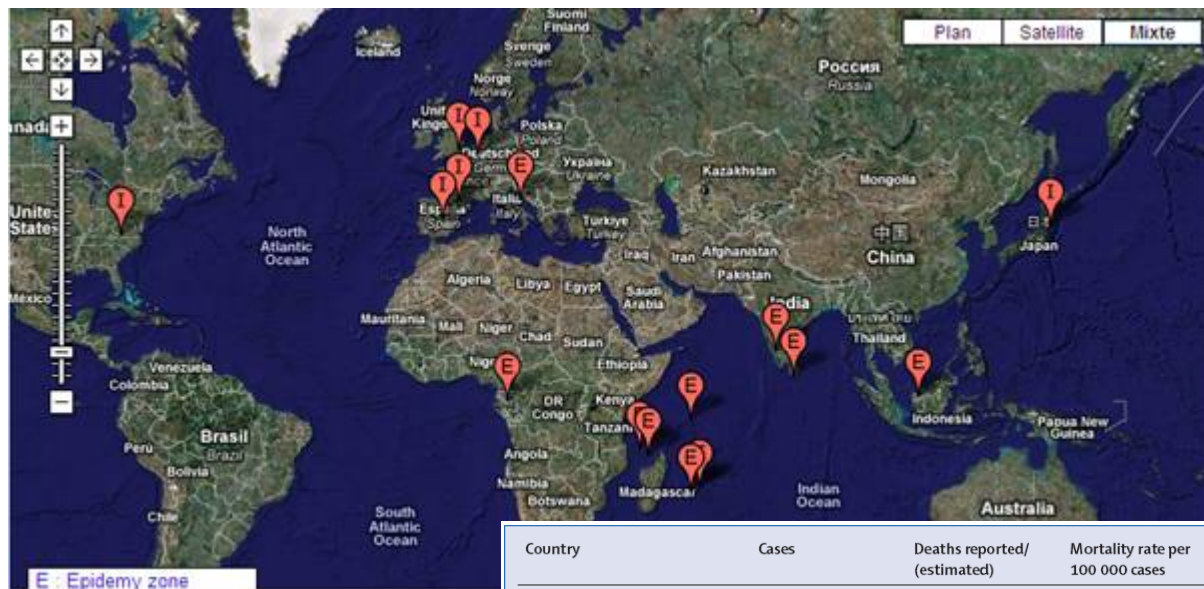 Plan Satellite Mixte
Suomi
Finland
Iceland
Sverige
Sweden
Norge
Norway
Россия
Russia
Polska
Poland
Deutschland
Україна
Ukraine
Kazakhstan
Mongolia
Italia
Italy
España
Spain
Türkiye
Turkey
United
States
North
Atlantic
Ocean
中国
China
Japan
Iraq
Iran
Afghanistan
Pakistan
Algeria
Libya
Egypt
Saudi
Arabia
India
México
Mauritania
Mali
Niger
Chad
Sudan
Thailand
Ethiopia
Venezuela
Colombia
DR
Congo
Kenya
Tanzania
Indonesia
Papua New
Guinea
Brasil
Brazil
Perú
Bolivia
Angola
Namibia
Botswana
Madagascar
Indian
Ocean
Chile
South
Atlantic
Ocean
Australia
I
I
I
I
I
I
E
E
E
E
E
E
E
E
E : Epidemy zone
Country Cases Deaths reported/ Mortality rate per
(estimated) 100 000 cases